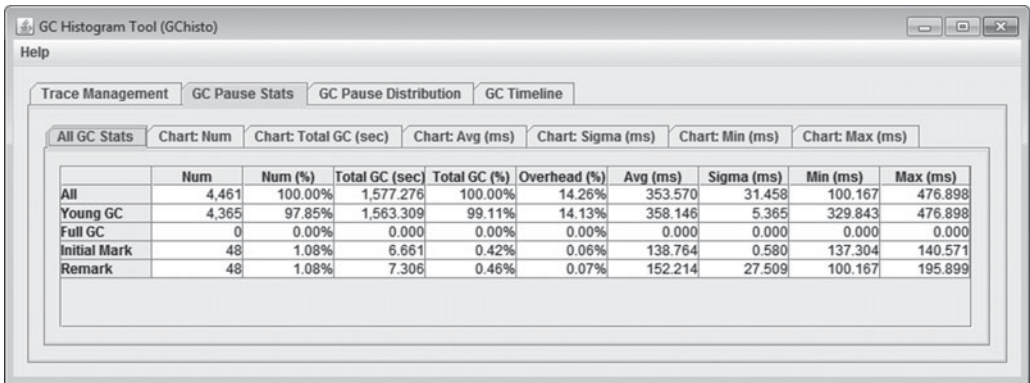 GC Histogram Tool (GChisto)
Help
Trace Management GC Pause Stats GC Pause Distribution GC Timeline
All GC Stats Chart: Num Chart: Total GC (sec) Chart: Avg (ms) Chart: Sigma (ms) Chart: Min (ms) Chart: Max (ms)
Num Num (%) Total GC (sec) Total GC (%) Overhead (%) Avg (ms) Sigma (ms) Min (ms) Max (ms)
All 4,461 100.00% 1,577.276 100.00% 14.26% 353.570 31.458 100.167 476.898
Young GC 4,365 97.85% 1,563.309 99.11% 14.13% 358.146 5.365 329.843 476.898
Full GC 0 0.00% 0.000 0.00% 0.00% 0.000 0.000 0.000 0.000
Initial Mark 48 1.08% 6.661 0.42% 0.06% 138.764 0.580 137.304 140.571
Remark 48 1.08% 7.306 0.46% 0.07% 152.214 27.509 100.167 195.899